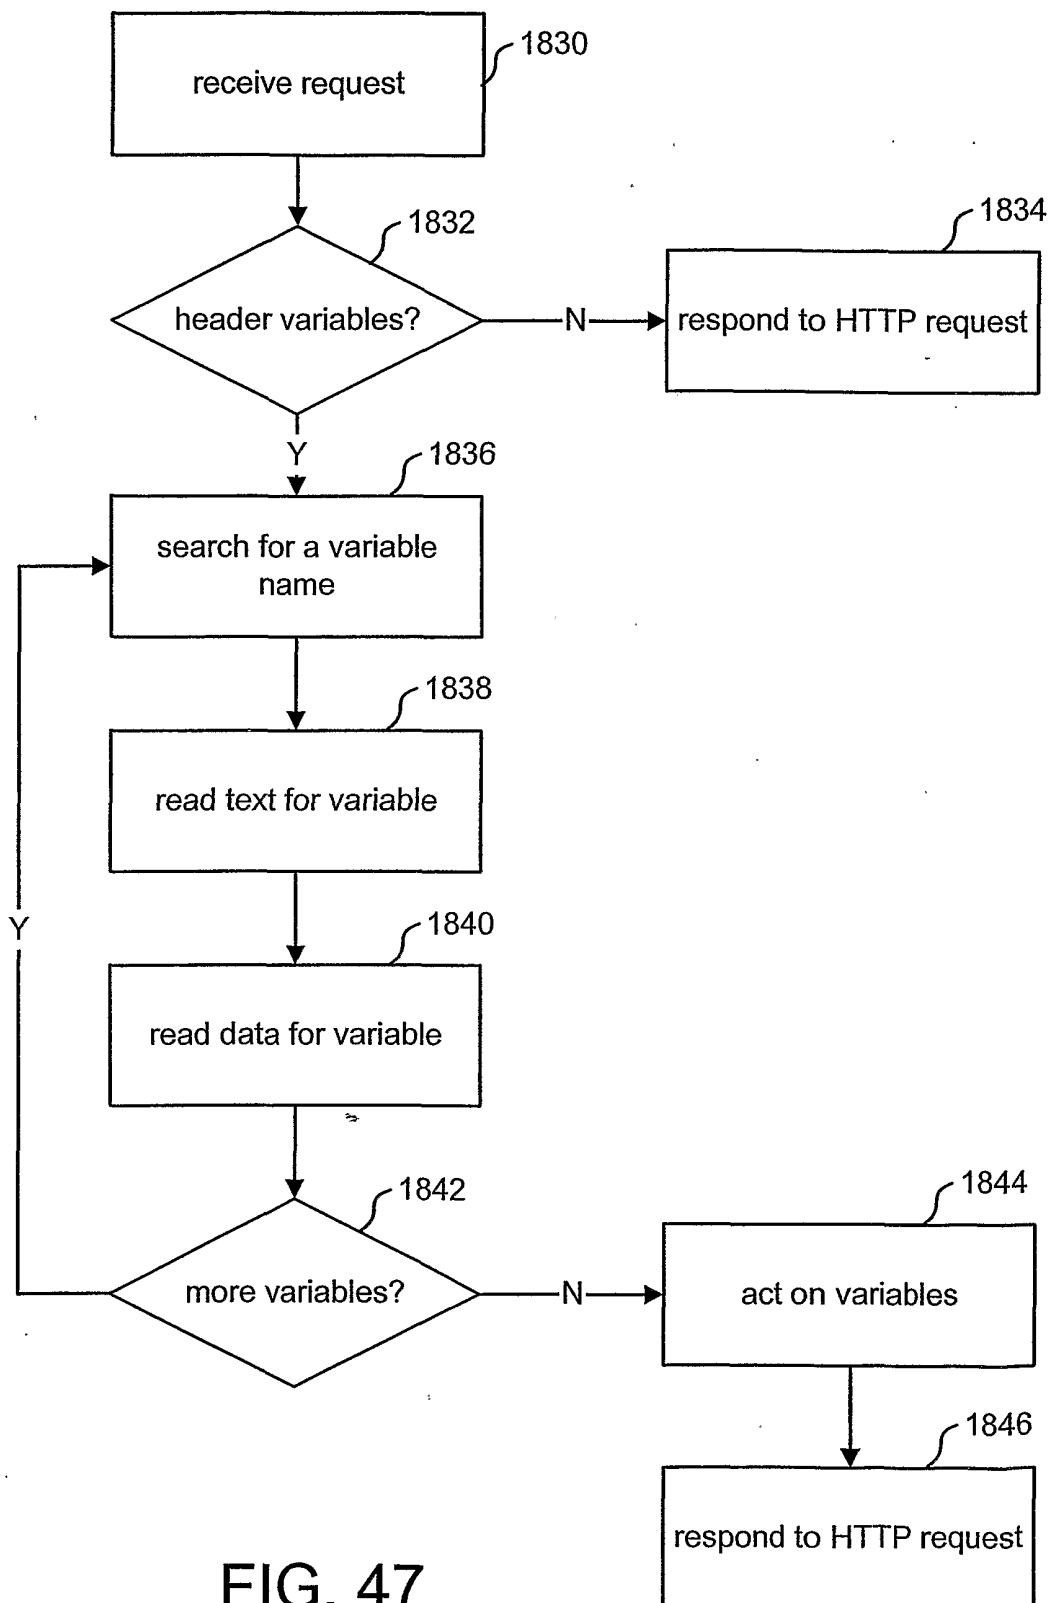 1830
receive request
1832
header variables?
N
1834
respond to HTTP request
Y
1836
search for a variable
name
1838
read text for variable
Y
1840
read data for variable
1842
more variables?
N
1844
act on variables
1846
respond to HTTP request
FIG. 47